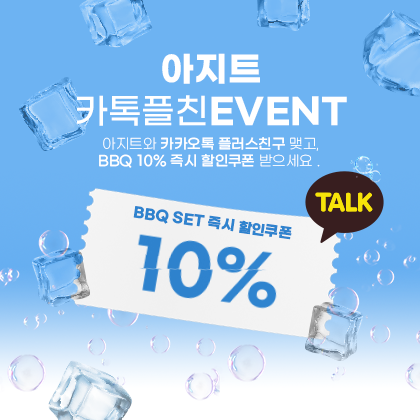 아지트
카톡플친EVENT
아지트와 카카오톡 플러스친구 맺고,
BBQ 10% 즉시 할인쿠폰 받으세요 .
TALK
BBQ SET 즉시 할인쿠폰
10%